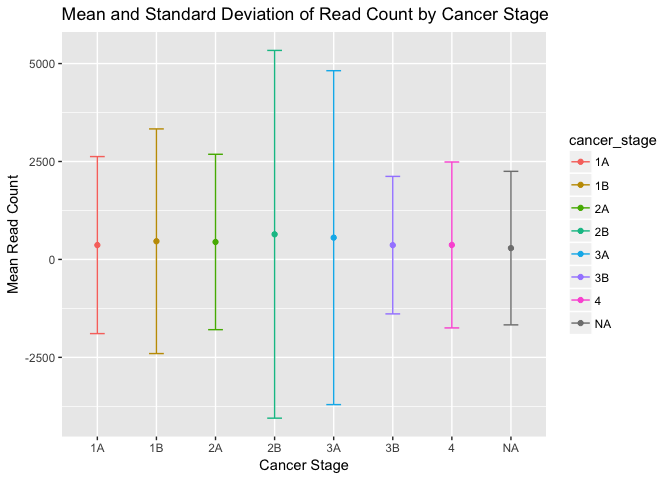 Mean and Standard Deviation of Read Count by Cancer Stage
Mean Read Count
5000
2500
0
-2500
1A 1B 2A 2B 3A 3B 4 NA
Cancer Stage
cancer_stage
1A
1B
2A
2B
3A
3B
4
NA